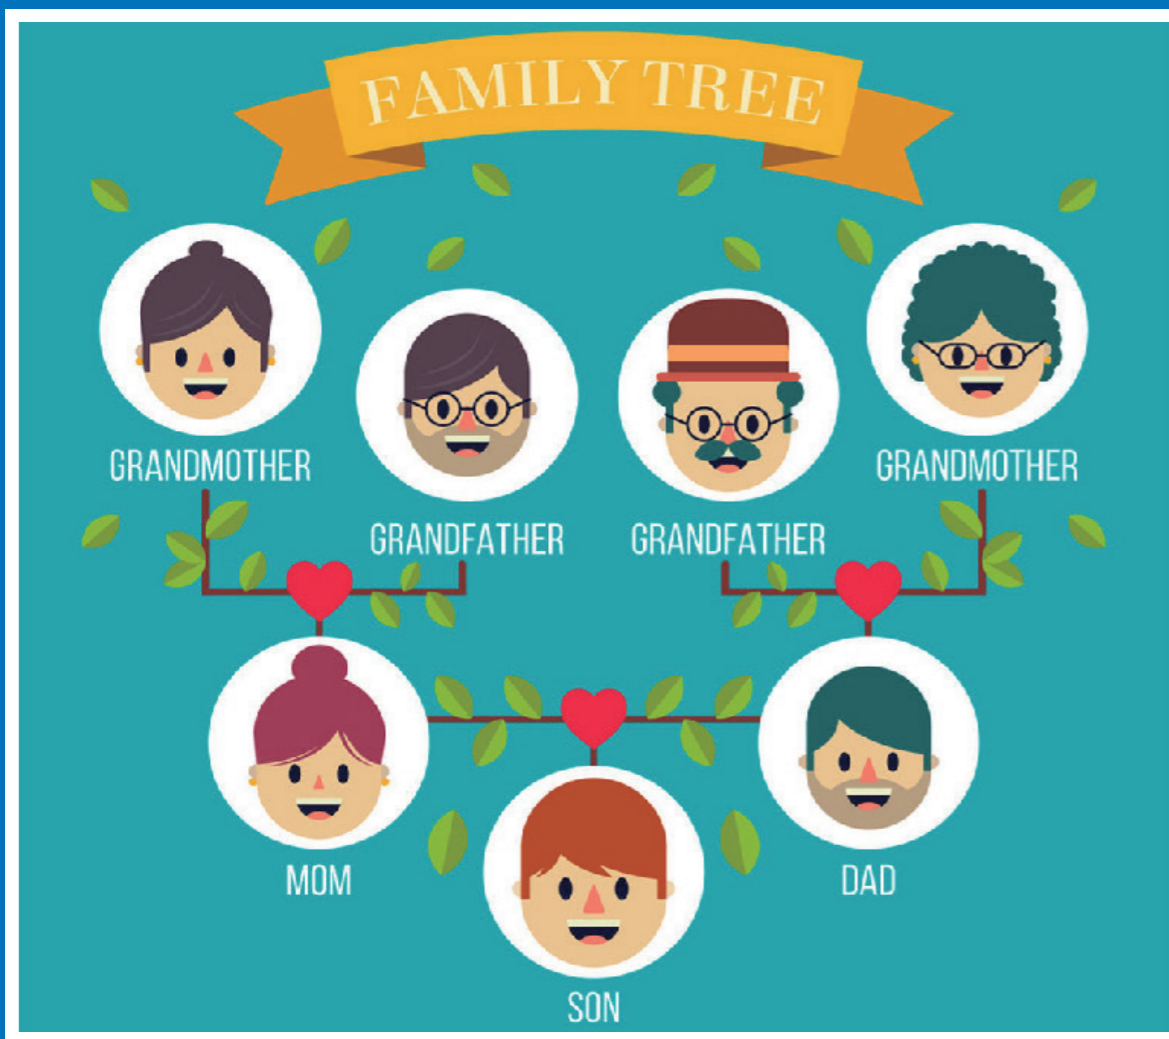 FAMILY TREE
GRANDMOTHER
GRANDMOTHER
GRANDFATHER
GRANDFATHER
MOM
DAD
SON